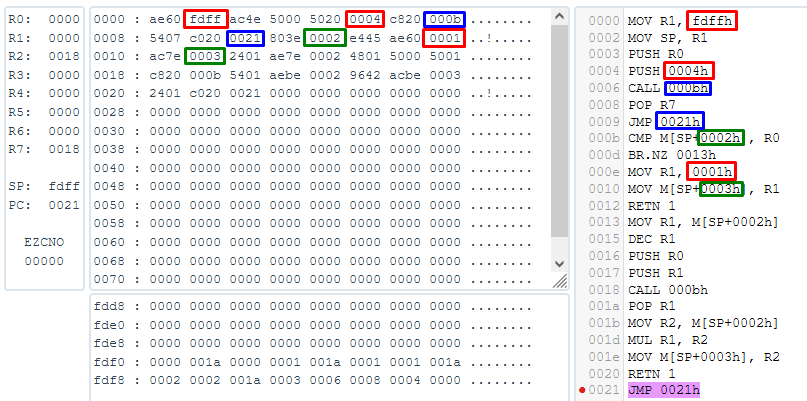 R0: 0000
R1: 0000
R2: 0018
R3: 0000
R4: 0000
R5: 0000
R6: 0000
R7: 0018
SP: fdff
PC: 0021
EZCNO
00000
0000 : ae60 fdff ac4e 5000 5020 0004 c820 000b ........
0008 : 5407 c020 0021 803e 0002 e445 ae60 0001 ..!.....
0010 : ac7e 0003 2401 ae7e 0002 4801 5000 5001 ........
0018 : c820 000b 5401 aebe 0002 9642 acbe 0003 ........
0020 : 2401 c020 0021 0000 0000 0000 0000 0000 ..!.....
0028 : 0000 0000 0000 0000 0000 0000 0000 0000 ........
0030 : 0000 0000 0000 0000 0000 0000 0000 0000 ........
0038 : 0000 0000 0000 0000 0000 0000 0000 0000 ........
0040 : 0000 0000 0000 0000 0000 0000 0000 0000 ........
0048 : 0000 0000 0000 0000 0000 0000 0000 0000 ........
0050 : 0000 0000 0000 0000 0000 0000 0000 0000 ........
0058 : 0000 0000 0000 0000 0000 0000 0000 0000 ........
0060 : 0000 0000 0000 0000 0000 0000 0000 0000 ........
0068 : 0000 0000 0000 0000 0000 0000 0000 0000 ........
0070 : 0000 0000 0000 0000 0000 0000 0000 0000 ........
fdd8 : 0000 0000 0000 0000 0000 0000 0000 0000 ........
fde0 : 0000 0000 0000 0000 0000 0000 0000 0000 ........
fde8 : 0000 0000 0000 0000 0000 0000 0000 0000 ........
fdf0 : 0000 001a 0000 0001 001a 0001 0001 001a ........
fdf8 : 0002 0002 001a 0003 0006 0008 0004 0000 ........
0000 MOV R1, fdffh
0002 MOV SP, R1
0003 PUSH R0
0004 PUSH 0004h
0006 CALL 000bh
0008 POP R7
0009 JMP 0021h
000b CMP M[SP+0002h], R0
000d BR.NZ 0013h
000e MOV R1, 0001h
0010 MOV M[SP+0003h], R1
0012 RETN 1
0013 MOV R1, M[SP+0002h]
0015 DEC R1
0016 PUSH R0
0017 PUSH R1
0018 CALL 000bh
001a POP R1
001b MOV R2, M[SP+0002h]
001d MUL R1, R2
001e MOV M[SP+0003h], R2
0020 RETN 1
0021 JMP 0021h